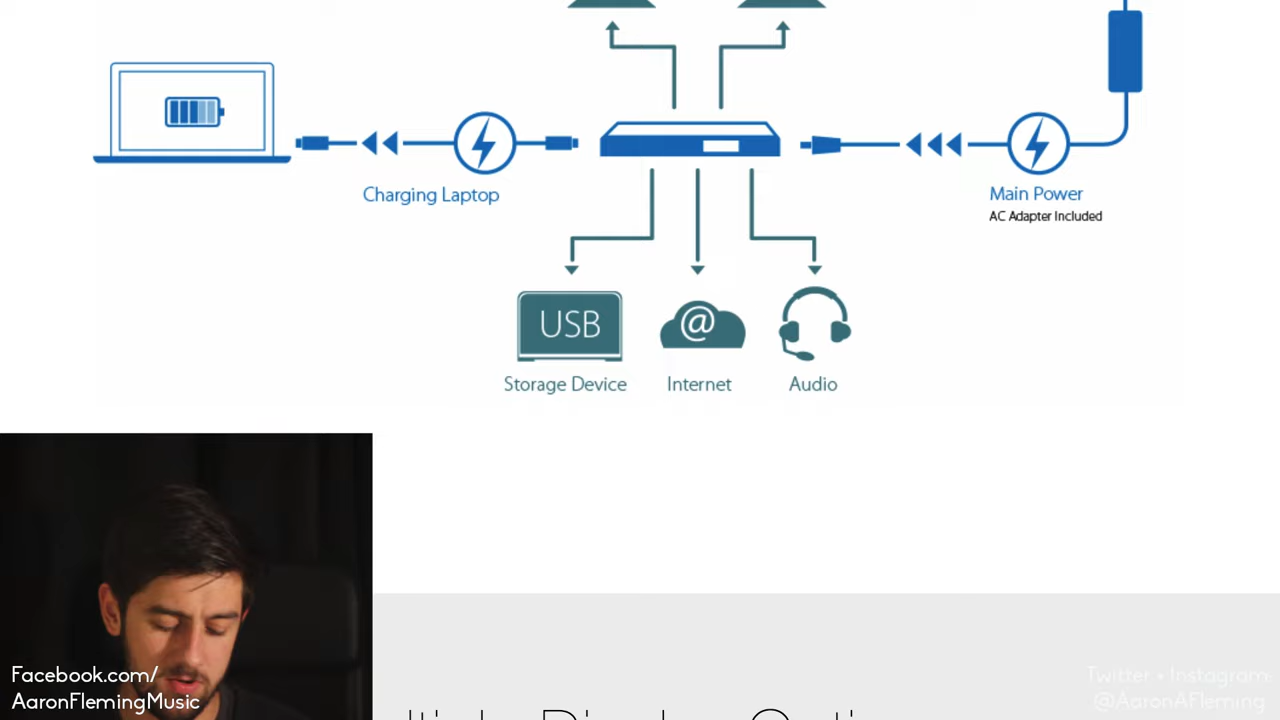 Charging Laptop
Main Power
AC Adapter Included
USB
@
Storage Device
Internet
Audio
Facebook.com/
AaronFlemingMusic
Twitter • Instagram
@AaronAFleming